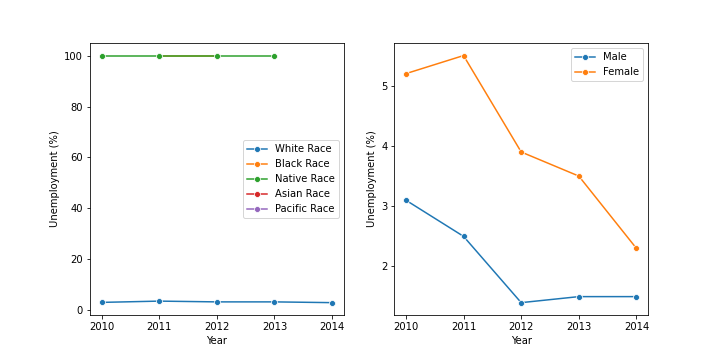 100
80
60
40
20
0
Unemployment (%)
2010 2011 2012 2013 2014
Year
White Race
Black Race
Native Race
Asian Race
Pacific Race
5
4
3
2
Unemployment (%)
2010 2011 2012 2013 2014
Year
Male
Female